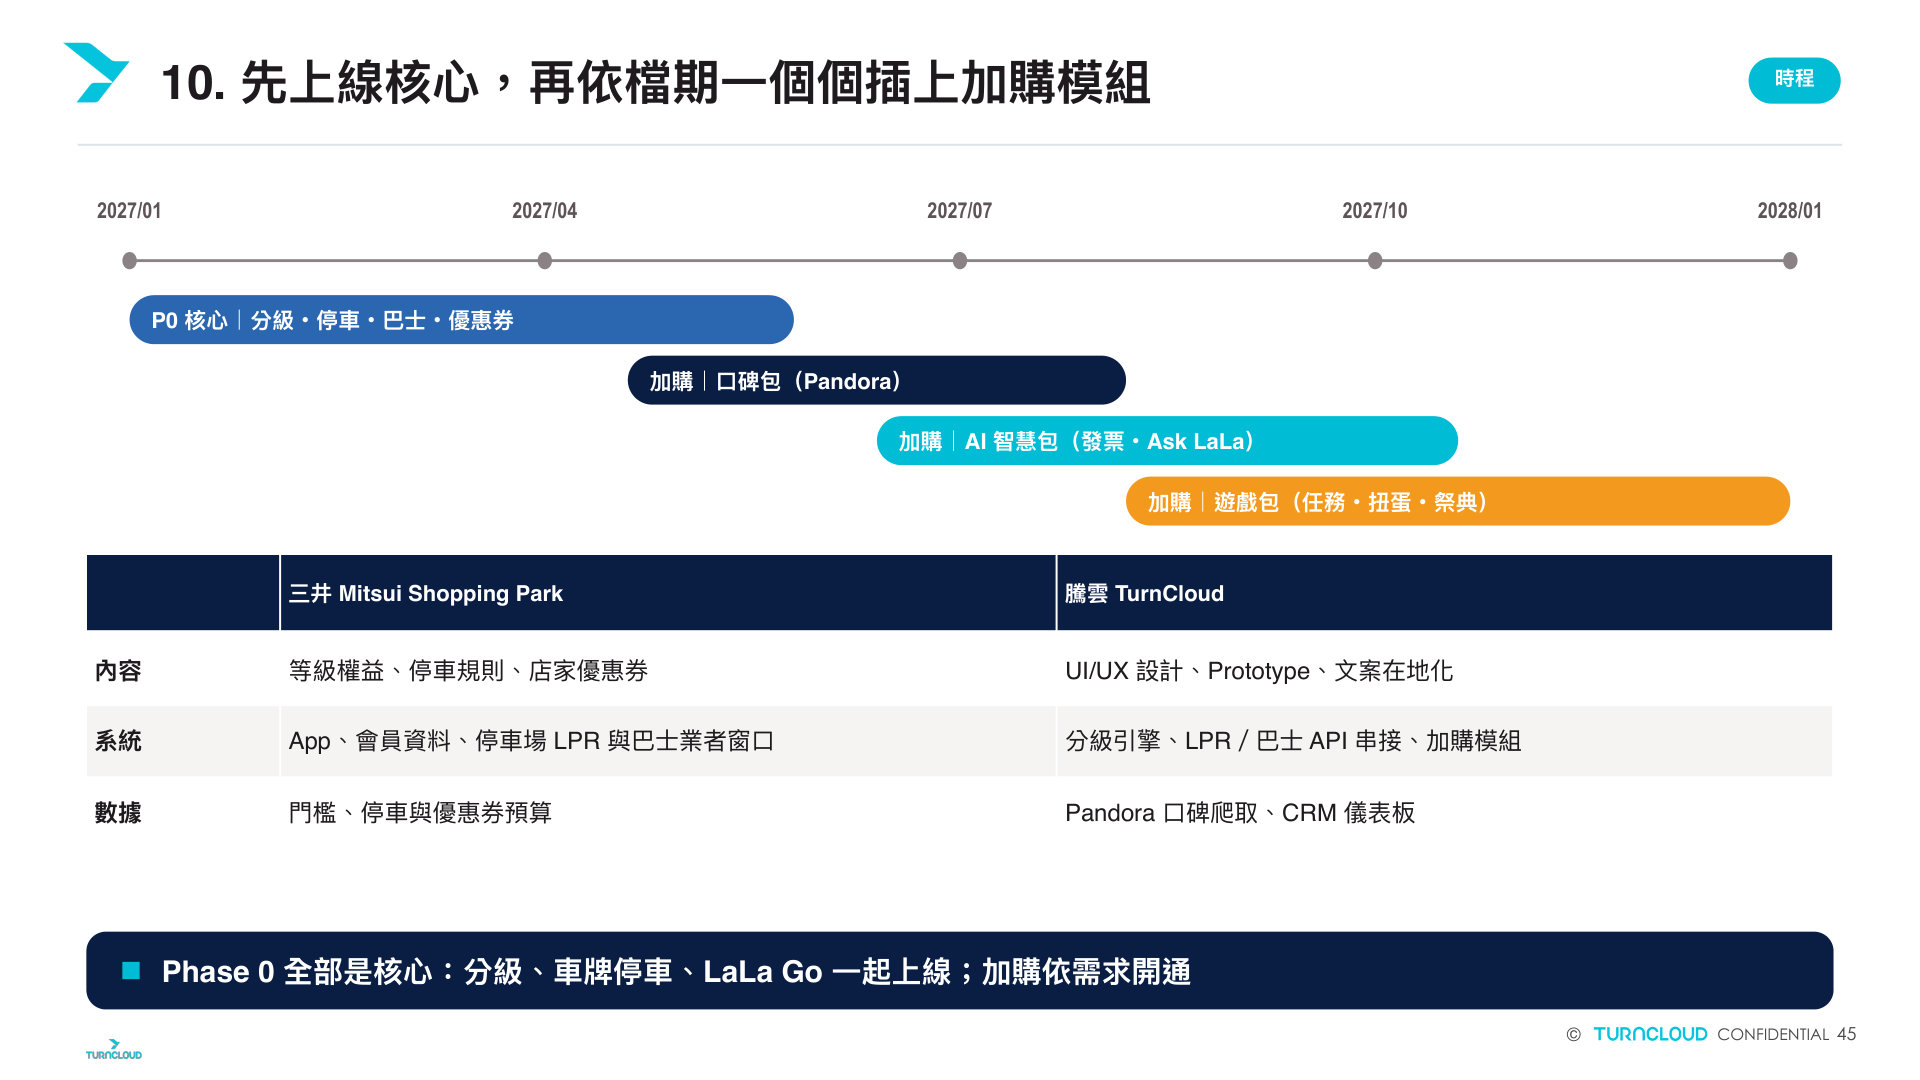 10. 先上線核心，再依檔期一個個插上加購模組
時程
2027/01 2027/04 2027/07 2027/10 2028/01
P0 核心｜分級・停車・巴士・優惠券
加購｜口碑包（Pandora）
加購｜AI 智慧包（發票・Ask LaLa）
加購｜遊戲包（任務・扭蛋・祭典）
三井 Mitsui Shopping Park 騰雲 TurnCloud
內容 等級權益、停車規則、店家優惠券 UI/UX 設計、Prototype、文案在地化
系統 App、會員資料、停車場 LPR 與巴士業者窗口 分級引擎、LPR／巴士 API 串接、加購模組
數據 門檻、停車與優惠券預算 Pandora 口碑爬取、CRM 儀表板
■ Phase 0 全部是核心：分級、車牌停車、LaLa Go 一起上線；加購依需求開通
© TURNCLOUD CONFIDENTIAL 45
TURNCLOUD